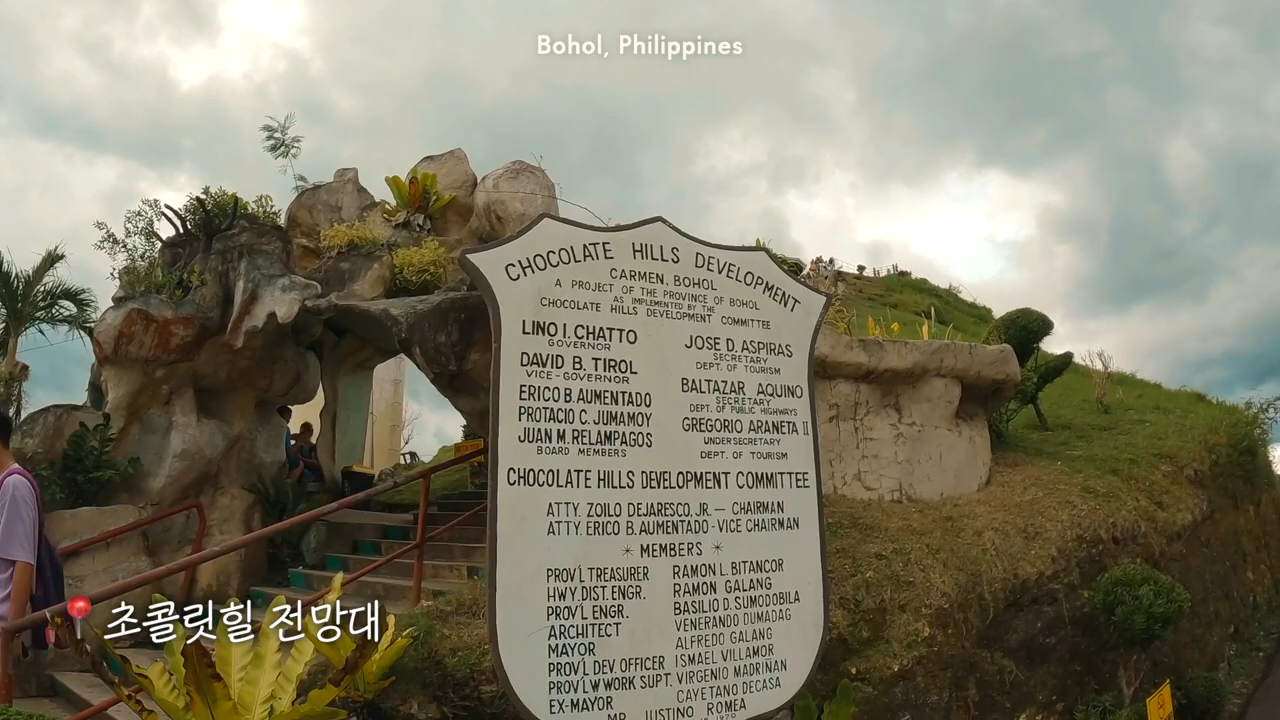 Bohol, Philippines
CHOCOLATE HILLS DEVELOPMENT
CARMEN, BOHOL
A PROJECT OF THE PROVINCE OF BOHOL
AS IMPLEMENTED BY THE
CHOCOLATE HILLS DEVELOPMENT COMMITTEE
LINO I. CHATTO
GOVERNOR
DAVID B. TIROL
VICE-GOVERNOR
ERICO B. AUMENTADO
PROTACIO C. JUMAMOY
JUAN M. RELAMPAGOS
BOARD MEMBERS
JOSE D. ASPIRAS
SECRETARY
DEPT. OF TOURISM
BALTAZAR AQUINO
SECRETARY
DEPT. OF PUBLIC HIGHWAYS
GREGORIO ARANETA II
UNDERSECRETARY
DEPT. OF TOURISM
CHOCOLATE HILLS DEVELOPMENT COMMITTEE
ATTY. ZOILO DEJARESCO, JR. — CHAIRMAN
ATTY. ERICO B. AUMENTADO - VICE CHAIRMAN
✳ MEMBERS ✳
PROV'L TREASURER RAMON L. BITANCOR
HWY. DIST. ENGR. RAMON GALANG
PROV'L ENGR. BASILIO D. SUMODOBILA
ARCHITECT VENERANDO DUMADAG
MAYOR ALFREDO GALANG
PROV'L DEV OFFICER ISMAEL VILLAMOR
PROV'L W WORK SUPT. VIRGENIO MADRIÑAN
EX-MAYOR CAYETANO DECASA
MR. JUSTINO ROMEA
초콜릿힐 전망대